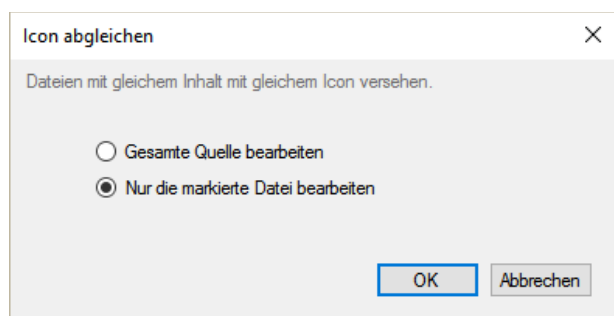 Icon abgleichen
Dateien mit gleichem Inhalt mit gleichem Icon versehen.
Gesamte Quelle bearbeiten
Nur die markierte Datei bearbeiten
OK Abbrechen